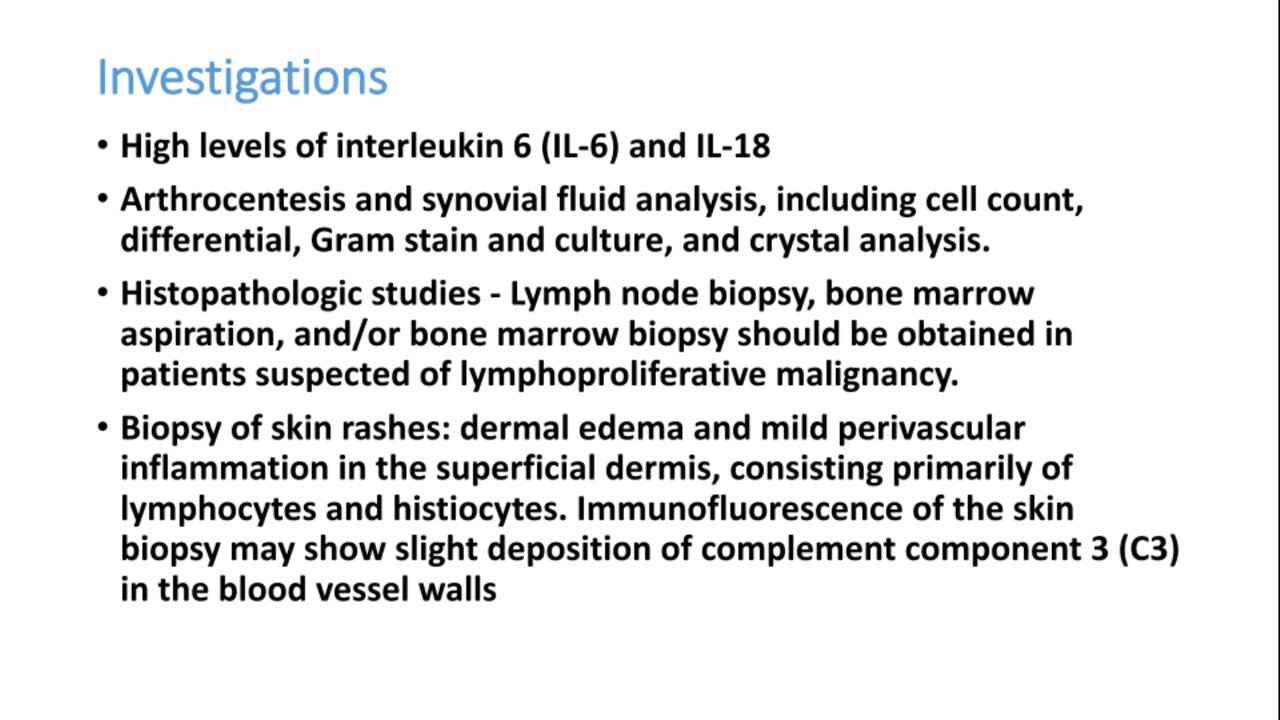 Investigations
• High levels of interleukin 6 (IL-6) and IL-18
• Arthrocentesis and synovial fluid analysis, including cell count,
differential, Gram stain and culture, and crystal analysis.
• Histopathologic studies - Lymph node biopsy, bone marrow
aspiration, and/or bone marrow biopsy should be obtained in
patients suspected of lymphoproliferative malignancy.
• Biopsy of skin rashes: dermal edema and mild perivascular
inflammation in the superficial dermis, consisting primarily of
lymphocytes and histiocytes. Immunofluorescence of the skin
biopsy may show slight deposition of complement component 3 (C3)
in the blood vessel walls